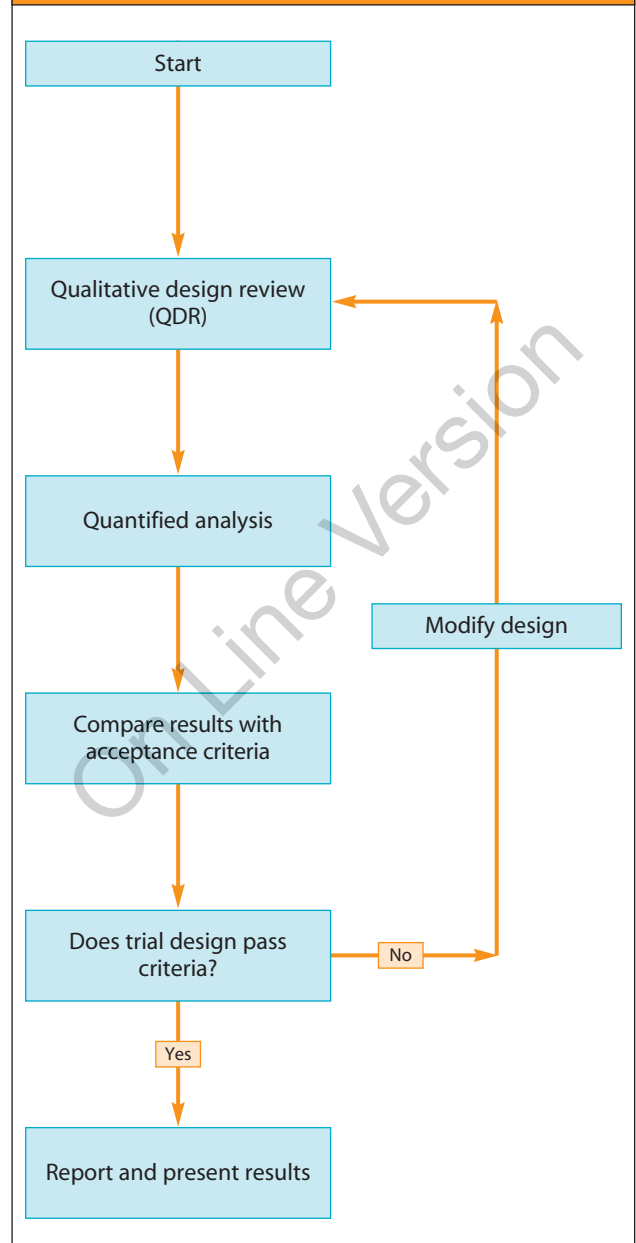 Start
Qualitative design review
(QDR)
Quantified analysis
Modify design
Compare results with
acceptance criteria
Does trial design pass
criteria?
No
Yes
Report and present results
On Line Version